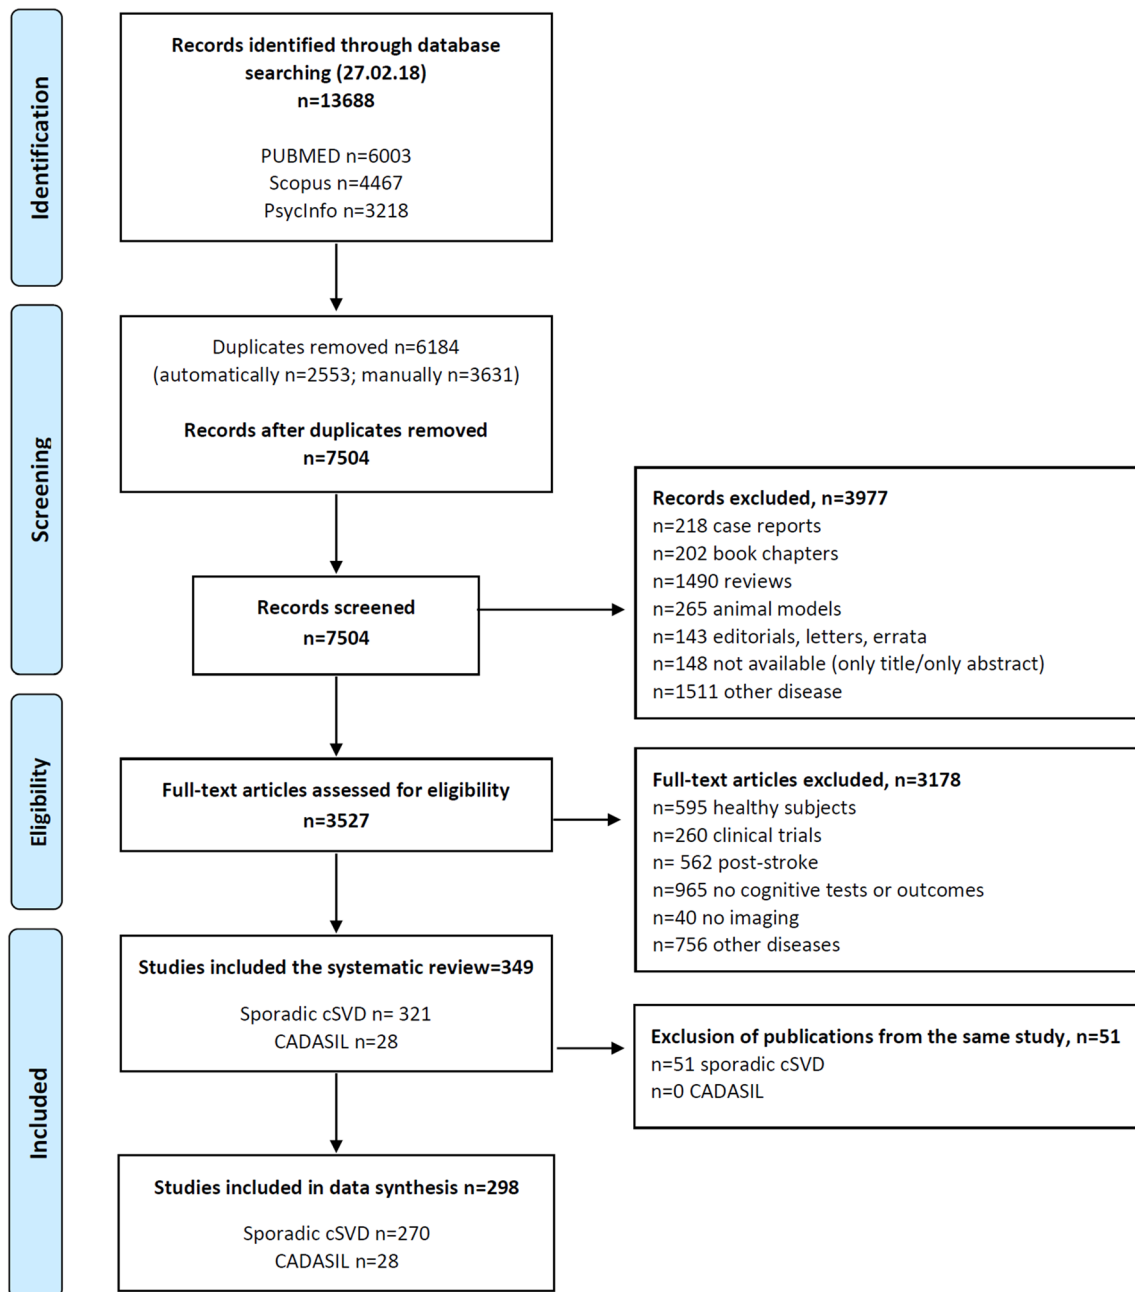 Identification
Records identified through database
searching (27.02.18)
n=13688
PUBMED n=6003
Scopus n=4467
PsycInfo n=3218
Screening
Duplicates removed n=6184
(automatically n=2553; manually n=3631)
Records after duplicates removed
n=7504
Records screened
n=7504
Records excluded, n=3977
n=218 case reports
n=202 book chapters
n=1490 reviews
n=265 animal models
n=143 editorials, letters, errata
n=148 not available (only title/only abstract)
n=1511 other disease
Eligibility
Full-text articles assessed for eligibility
n=3527
Full-text articles excluded, n=3178
n=595 healthy subjects
n=260 clinical trials
n= 562 post-stroke
n=965 no cognitive tests or outcomes
n=40 no imaging
n=756 other diseases
Included
Studies included the systematic review=349
Sporadic cSVD n= 321
CADASIL n=28
Exclusion of publications from the same study, n=51
n=51 sporadic cSVD
n=0 CADASIL
Studies included in data synthesis n=298
Sporadic cSVD n=270
CADASIL n=28